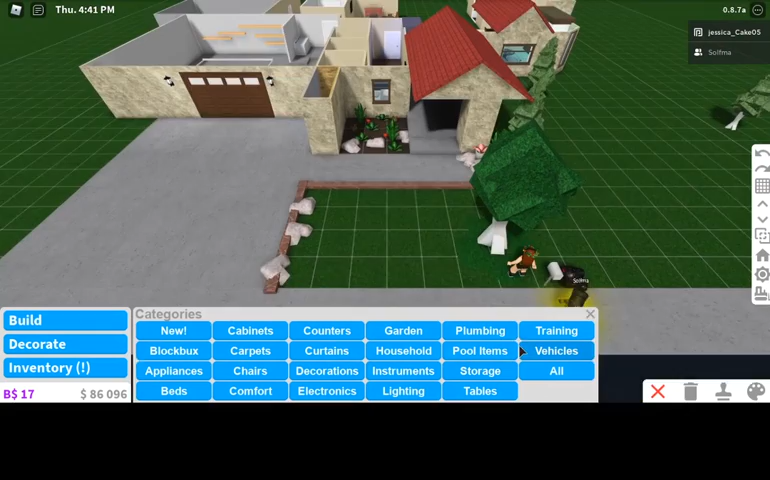 Thu. 4:41 PM
0.8.7a
jessica_Cake05
Solfma
Solfma
Build
Decorate
Inventory (!)
B$ 17
$ 86 096
Categories
New! Cabinets Counters Garden Plumbing Training
Blockbux Carpets Curtains Household Pool Items Vehicles
Appliances Chairs Decorations Instruments Storage All
Beds Comfort Electronics Lighting Tables